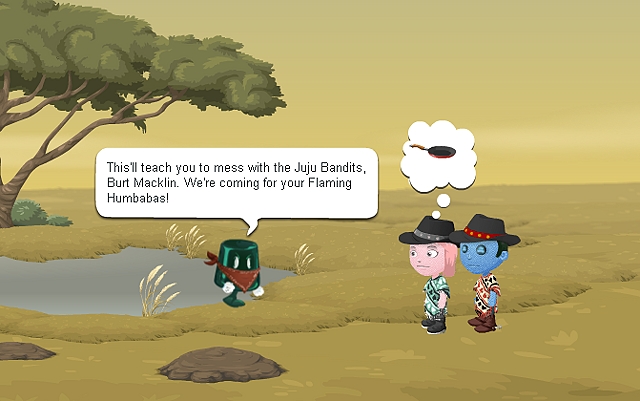 This'll teach you to mess with the Juju Bandits,
Burt Macklin. We're coming for your Flaming
Humbabas!